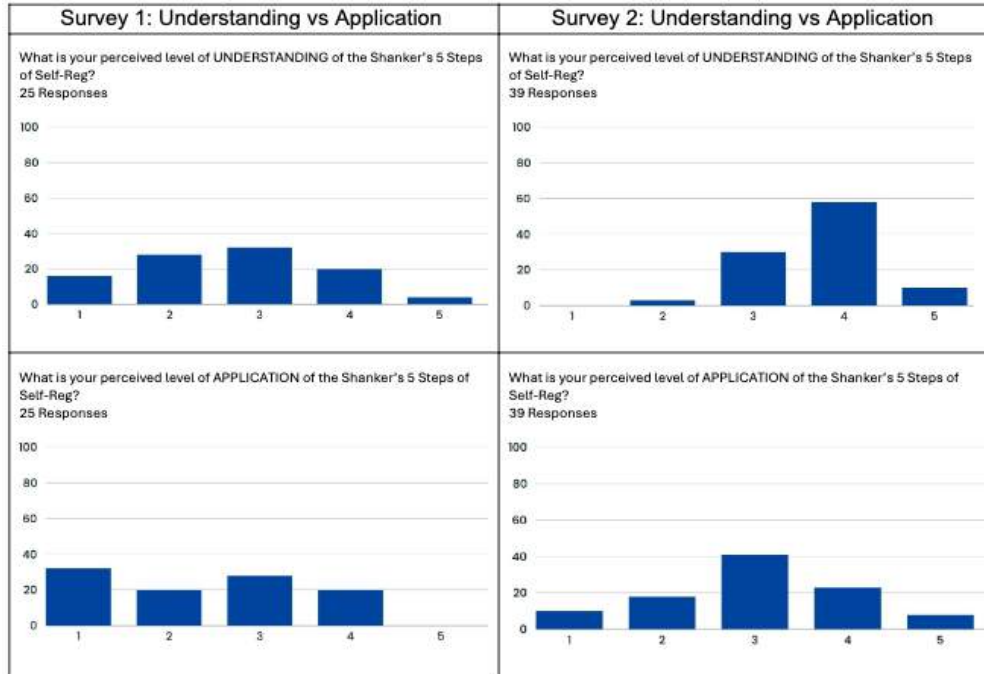 Survey 1: Understanding vs Application
Survey 2: Understanding vs Application
What is your perceived level of UNDERSTANDING of the Shanker's 5 Steps
of Self-Reg?
25 Responses
100
80
60
40
20
0
1 2 3 4 5
What is your perceived level of UNDERSTANDING of the Shanker's 5 Steps
of Self-Reg?
39 Responses
100
80
60
40
20
0
1 2 3 4 5
What is your perceived level of APPLICATION of the Shanker's 5 Steps of
Self-Reg?
25 Responses
100
80
60
40
20
0
1 2 3 4 5
What is your perceived level of APPLICATION of the Shanker's 5 Steps of
Self-Reg?
39 Responses
100
80
60
40
20
0
1 2 3 4 5